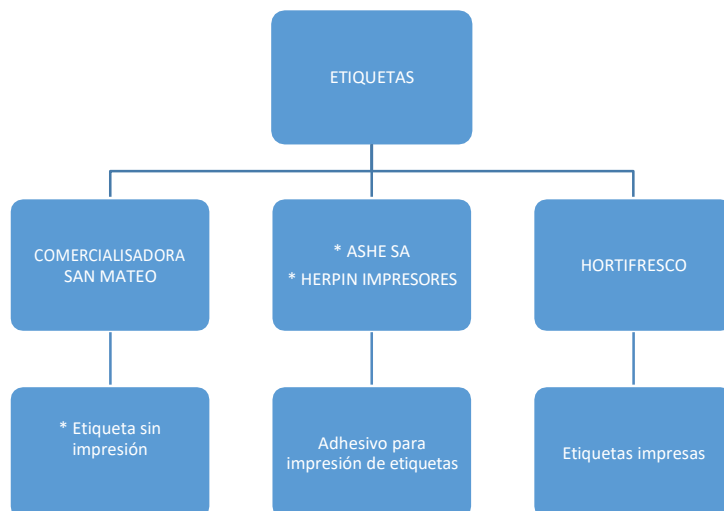 ETIQUETAS
COMERCIALISADORA
SAN MATEO
* ASHE SA
* HERPIN IMPRESORES
HORTIFRESCO
* Etiqueta sin
impresión
Adhesivo para
impresión de etiquetas
Etiquetas impresas